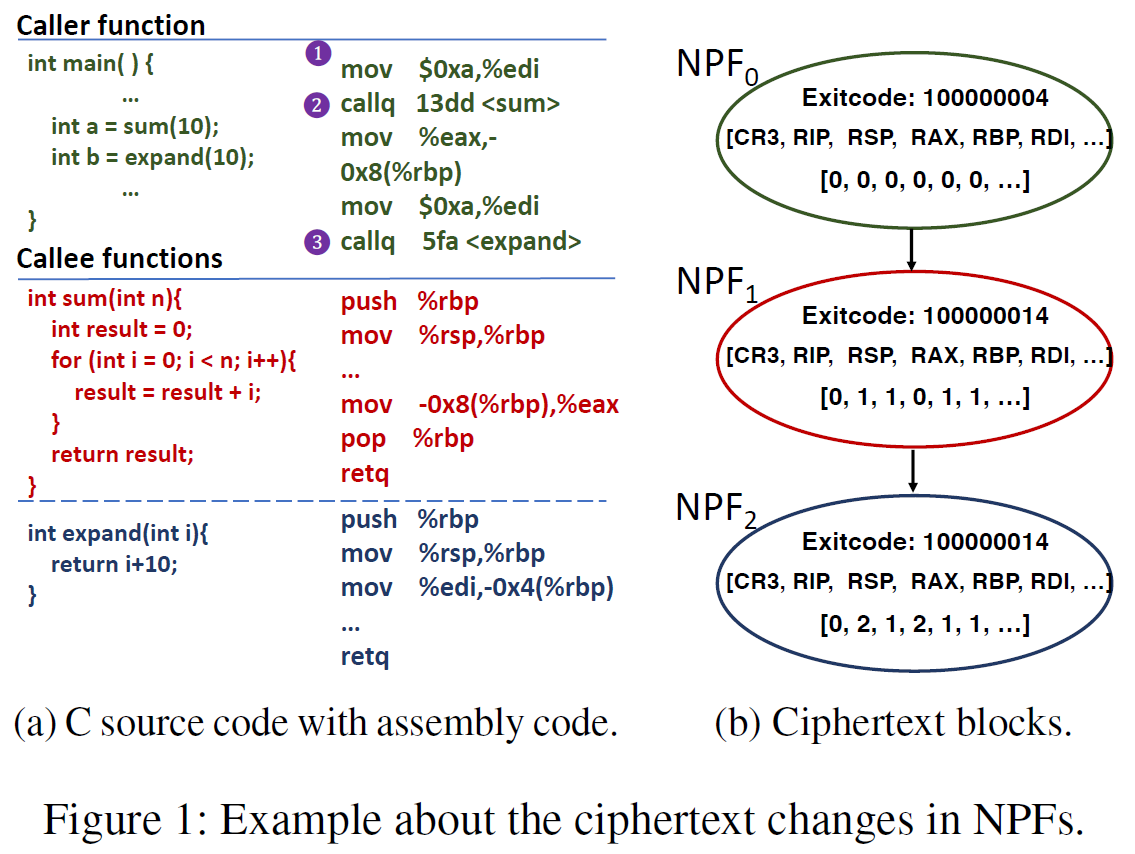 Caller function
int main( ) {
...
int a = sum(10);
int b = expand(10);
...
}
❶
mov $0xa,%edi
❷ callq 13dd <sum>
mov %eax,-
0x8(%rbp)
mov $0xa,%edi
❸ callq 5fa <expand>
Callee functions
int sum(int n){
int result = 0;
for (int i = 0; i < n; i++){
result = result + i;
}
return result;
}
push %rbp
mov %rsp,%rbp
...
mov -0x8(%rbp),%eax
pop %rbp
retq
int expand(int i){
return i+10;
}
push %rbp
mov %rsp,%rbp
mov %edi,-0x4(%rbp)
...
retq
(a) C source code with assembly code.
NPF0
Exitcode: 100000004
[CR3, RIP, RSP, RAX, RBP, RDI, ...]
[0, 0, 0, 0, 0, 0, ...]
NPF1
Exitcode: 100000014
[CR3, RIP, RSP, RAX, RBP, RDI, ...]
[0, 1, 1, 0, 1, 1, ...]
NPF2
Exitcode: 100000014
[CR3, RIP, RSP, RAX, RBP, RDI, ...]
[0, 2, 1, 2, 1, 1, ...]
(b) Ciphertext blocks.
Figure 1: Example about the ciphertext changes in NPFs.